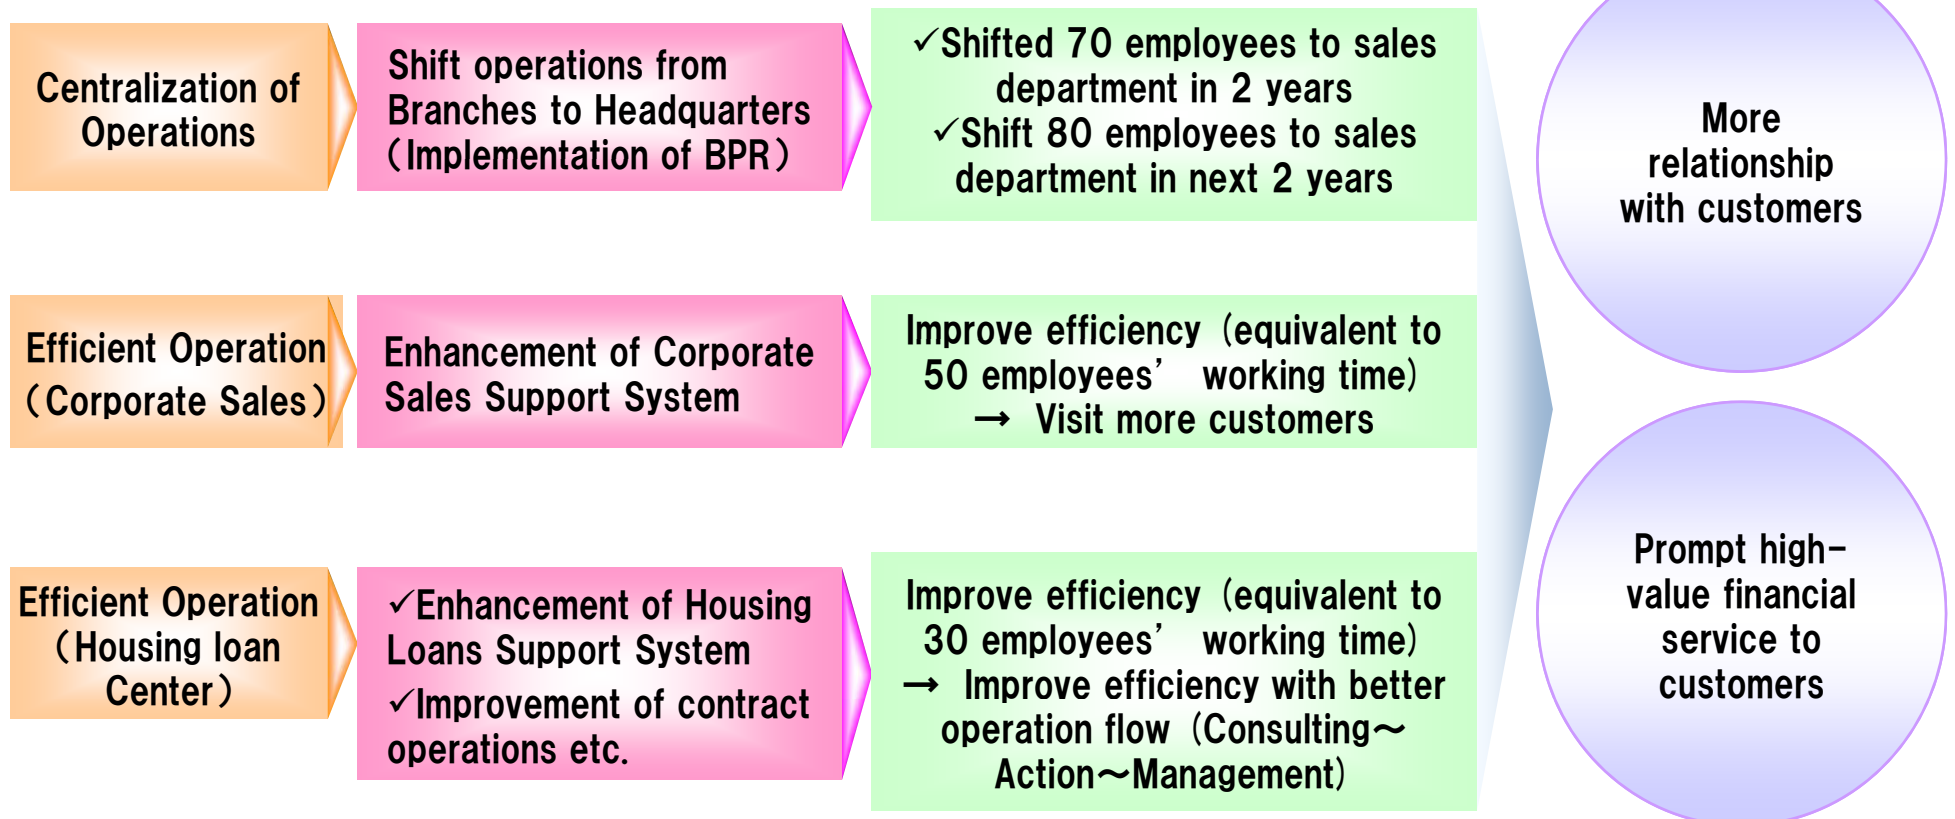 Centralization of
Operations
Shift operations from
Branches to Headquarters
(Implementation of BPR)
✓Shifted 70 employees to sales
department in 2 years
✓Shift 80 employees to sales
department in next 2 years
More
relationship
with customers
Efficient Operation
(Corporate Sales)
Enhancement of Corporate
Sales Support System
Improve efficiency (equivalent to
50 employees’ working time)
→ Visit more customers
Efficient Operation
(Housing loan
Center)
✓Enhancement of Housing
Loans Support System
✓Improvement of contract
operations etc.
Improve efficiency (equivalent to
30 employees’ working time)
→ Improve efficiency with better
operation flow (Consulting～
Action～Management)
Prompt high-
value financial
service to
customers